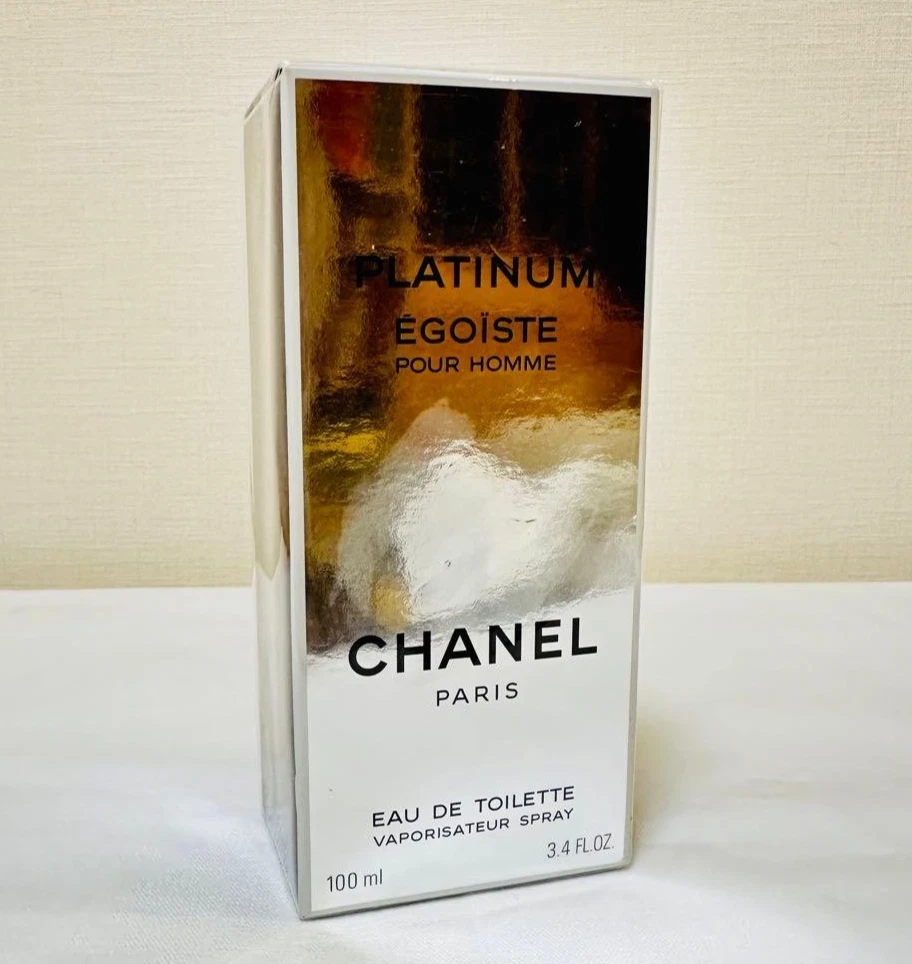 PLATINUM
ÉGOÏSTE
POUR HOMME
CHANEL
PARIS
EAU DE TOILETTE
VAPORISATEUR SPRAY
3.4 FL.OZ.
100 ml